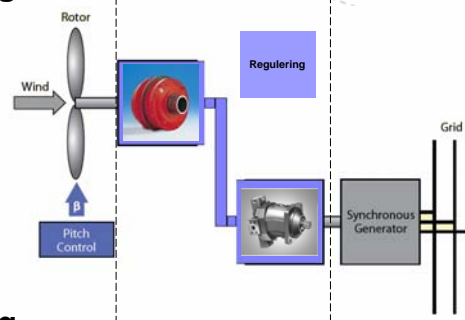 Rotor
Regulering
Wind
Grid
β
Synchronous
Generator
Pitch
Control